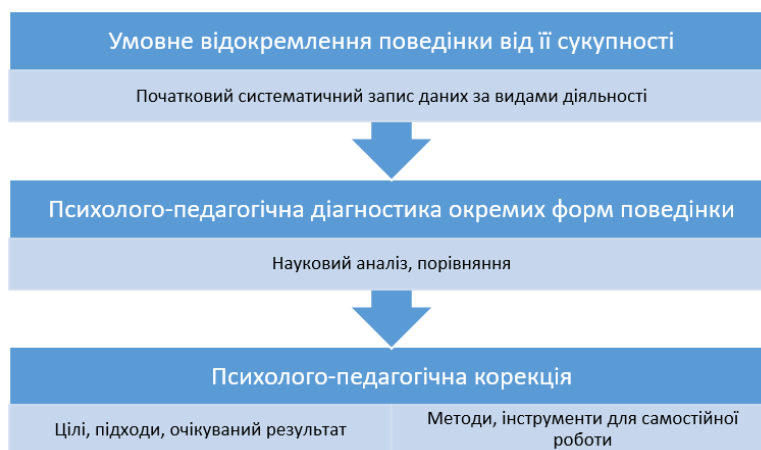 Умовне відокремлення поведінки від її сукупності
Початковий систематичний запис даних за видами діяльності
Психолого-педагогічна діагностика окремих форм поведінки
Науковий аналіз, порівняння
Психолого-педагогічна корекція
Цілі, підходи, очікуваний результат
Методи, інструменти для самостійної
роботи